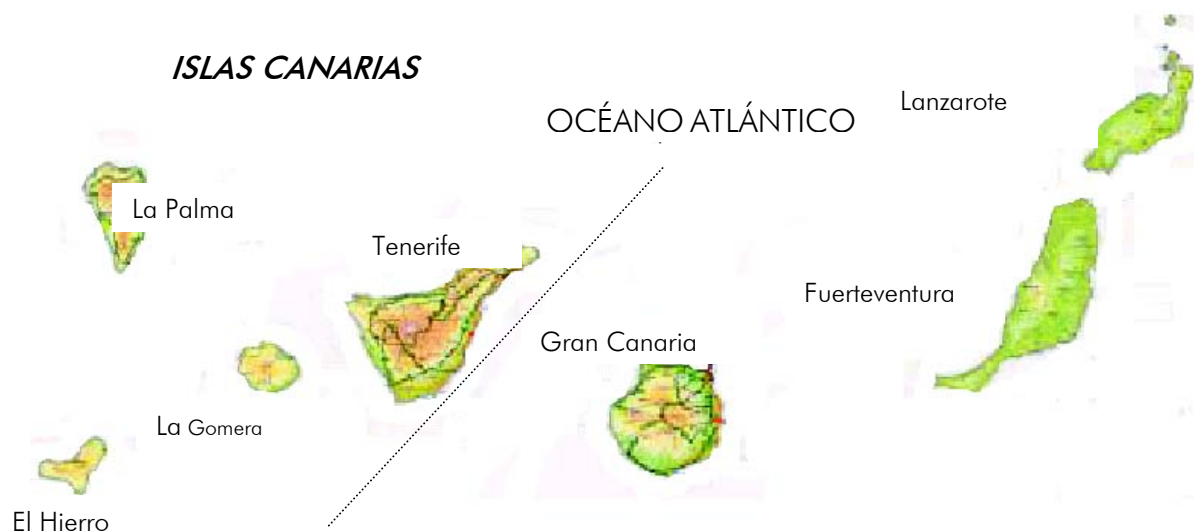 ISLAS CANARIAS
Lanzarote
OCÉANO ATLÁNTICO
La Palma
Tenerife
Fuerteventura
Gran Canaria
La Gomera
El Hierro